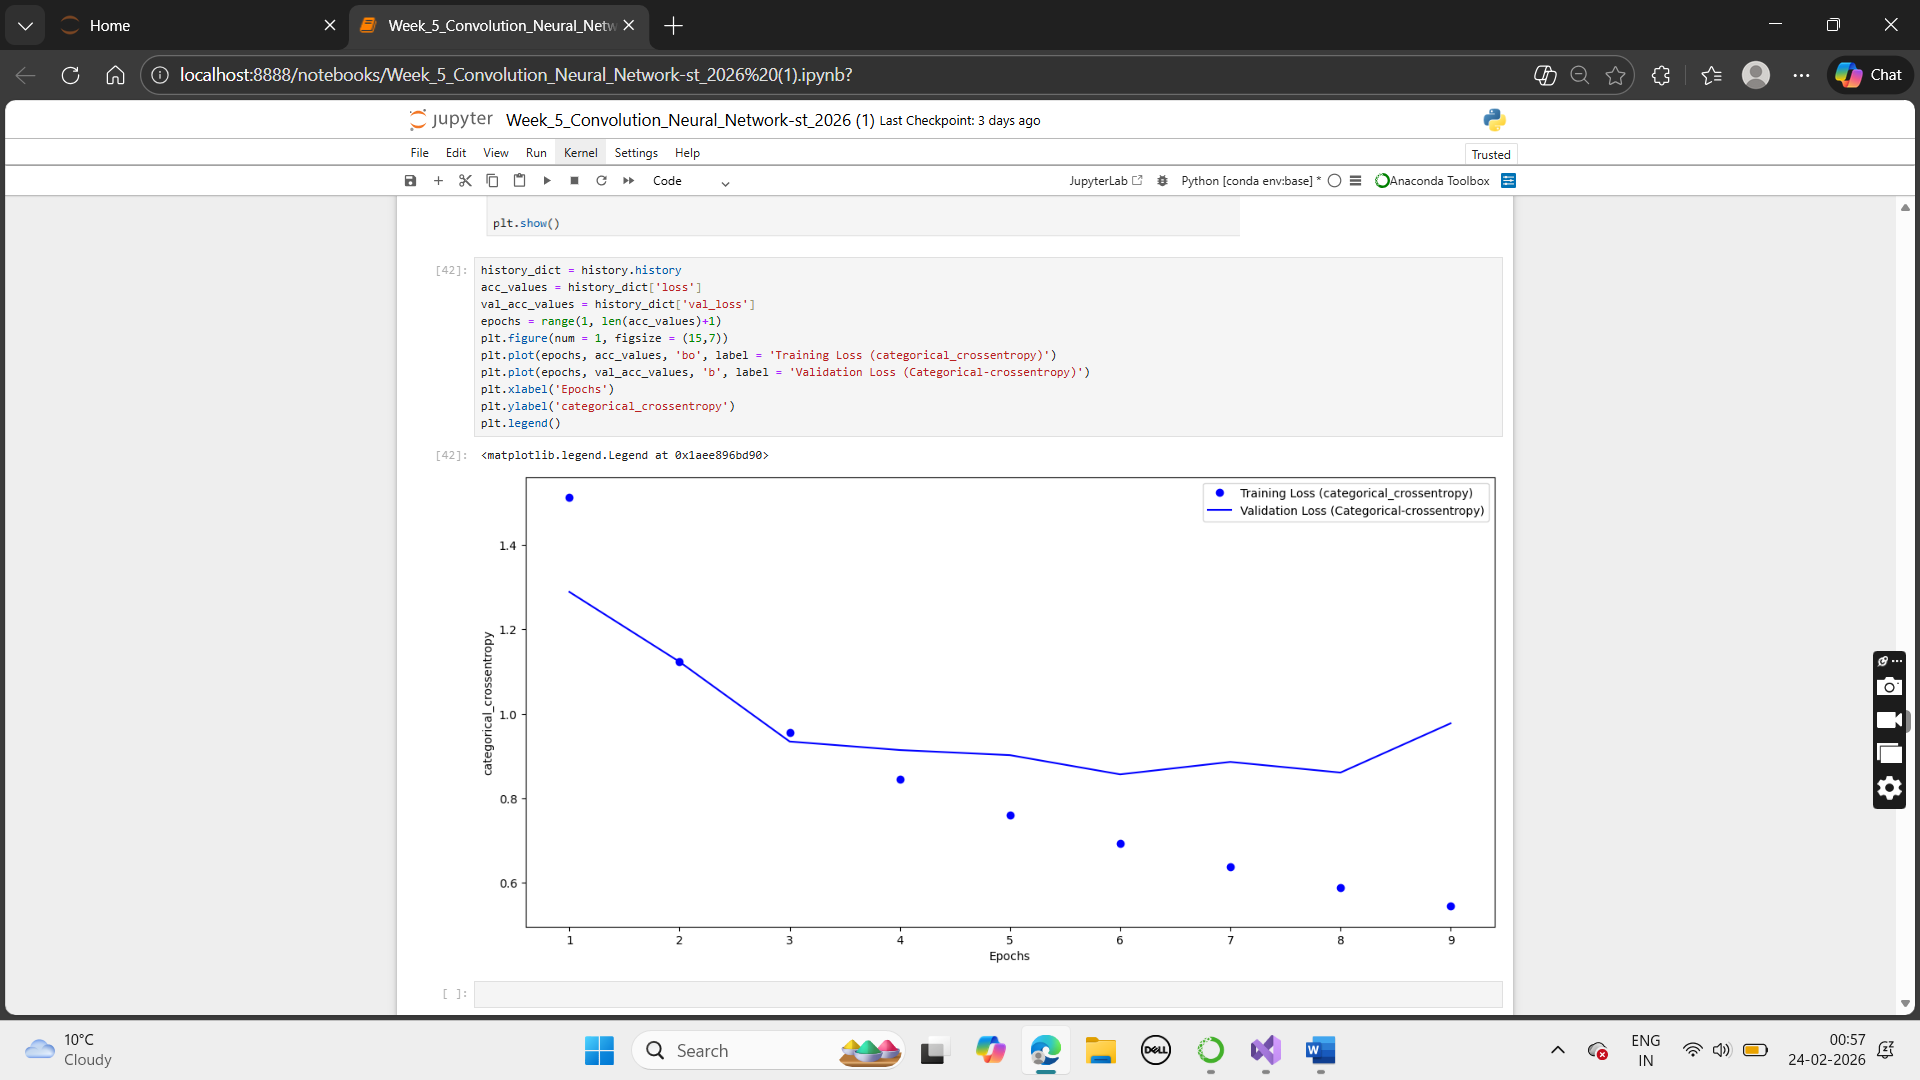 Home
Week_5_Convolution_Neural_Netw
localhost:8888/notebooks/Week_5_Convolution_Neural_Network-st_2026%20(1).ipynb?
Chat
jupyter Week_5_Convolution_Neural_Network-st_2026 (1) Last Checkpoint: 3 days ago
File Edit View Run Kernel Settings Help
Trusted
Code
JupyterLab
Python [conda env:base] *
Anaconda Toolbox
plt.show()
[42]:
history_dict = history.history
acc_values = history_dict['loss']
val_acc_values = history_dict['val_loss']
epochs = range(1, len(acc_values)+1)
plt.figure(num = 1, figsize = (15,7))
plt.plot(epochs, acc_values, 'bo', label = 'Training Loss (categorical_crossentropy)')
plt.plot(epochs, val_acc_values, 'b', label = 'Validation Loss (Categorical-crossentropy)')
plt.xlabel('Epochs')
plt.ylabel('categorical_crossentropy')
plt.legend()
[42]: <matplotlib.legend.Legend at 0x1aee896bd90>
Training Loss (categorical_crossentropy)
Validation Loss (Categorical-crossentropy)
1.4
1.2
1.0
0.8
0.6
categorical_crossentropy
1 2 3 4 5 6 7 8 9
Epochs
[ ]:
10°C
Cloudy
Search
DELL
W
ENG
IN
00:57
24-02-2026